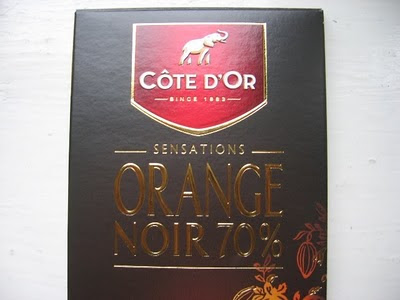 CÔTE D'OR
SINCE 1883
SENSATIONS
ORANGE
NOIR 70%